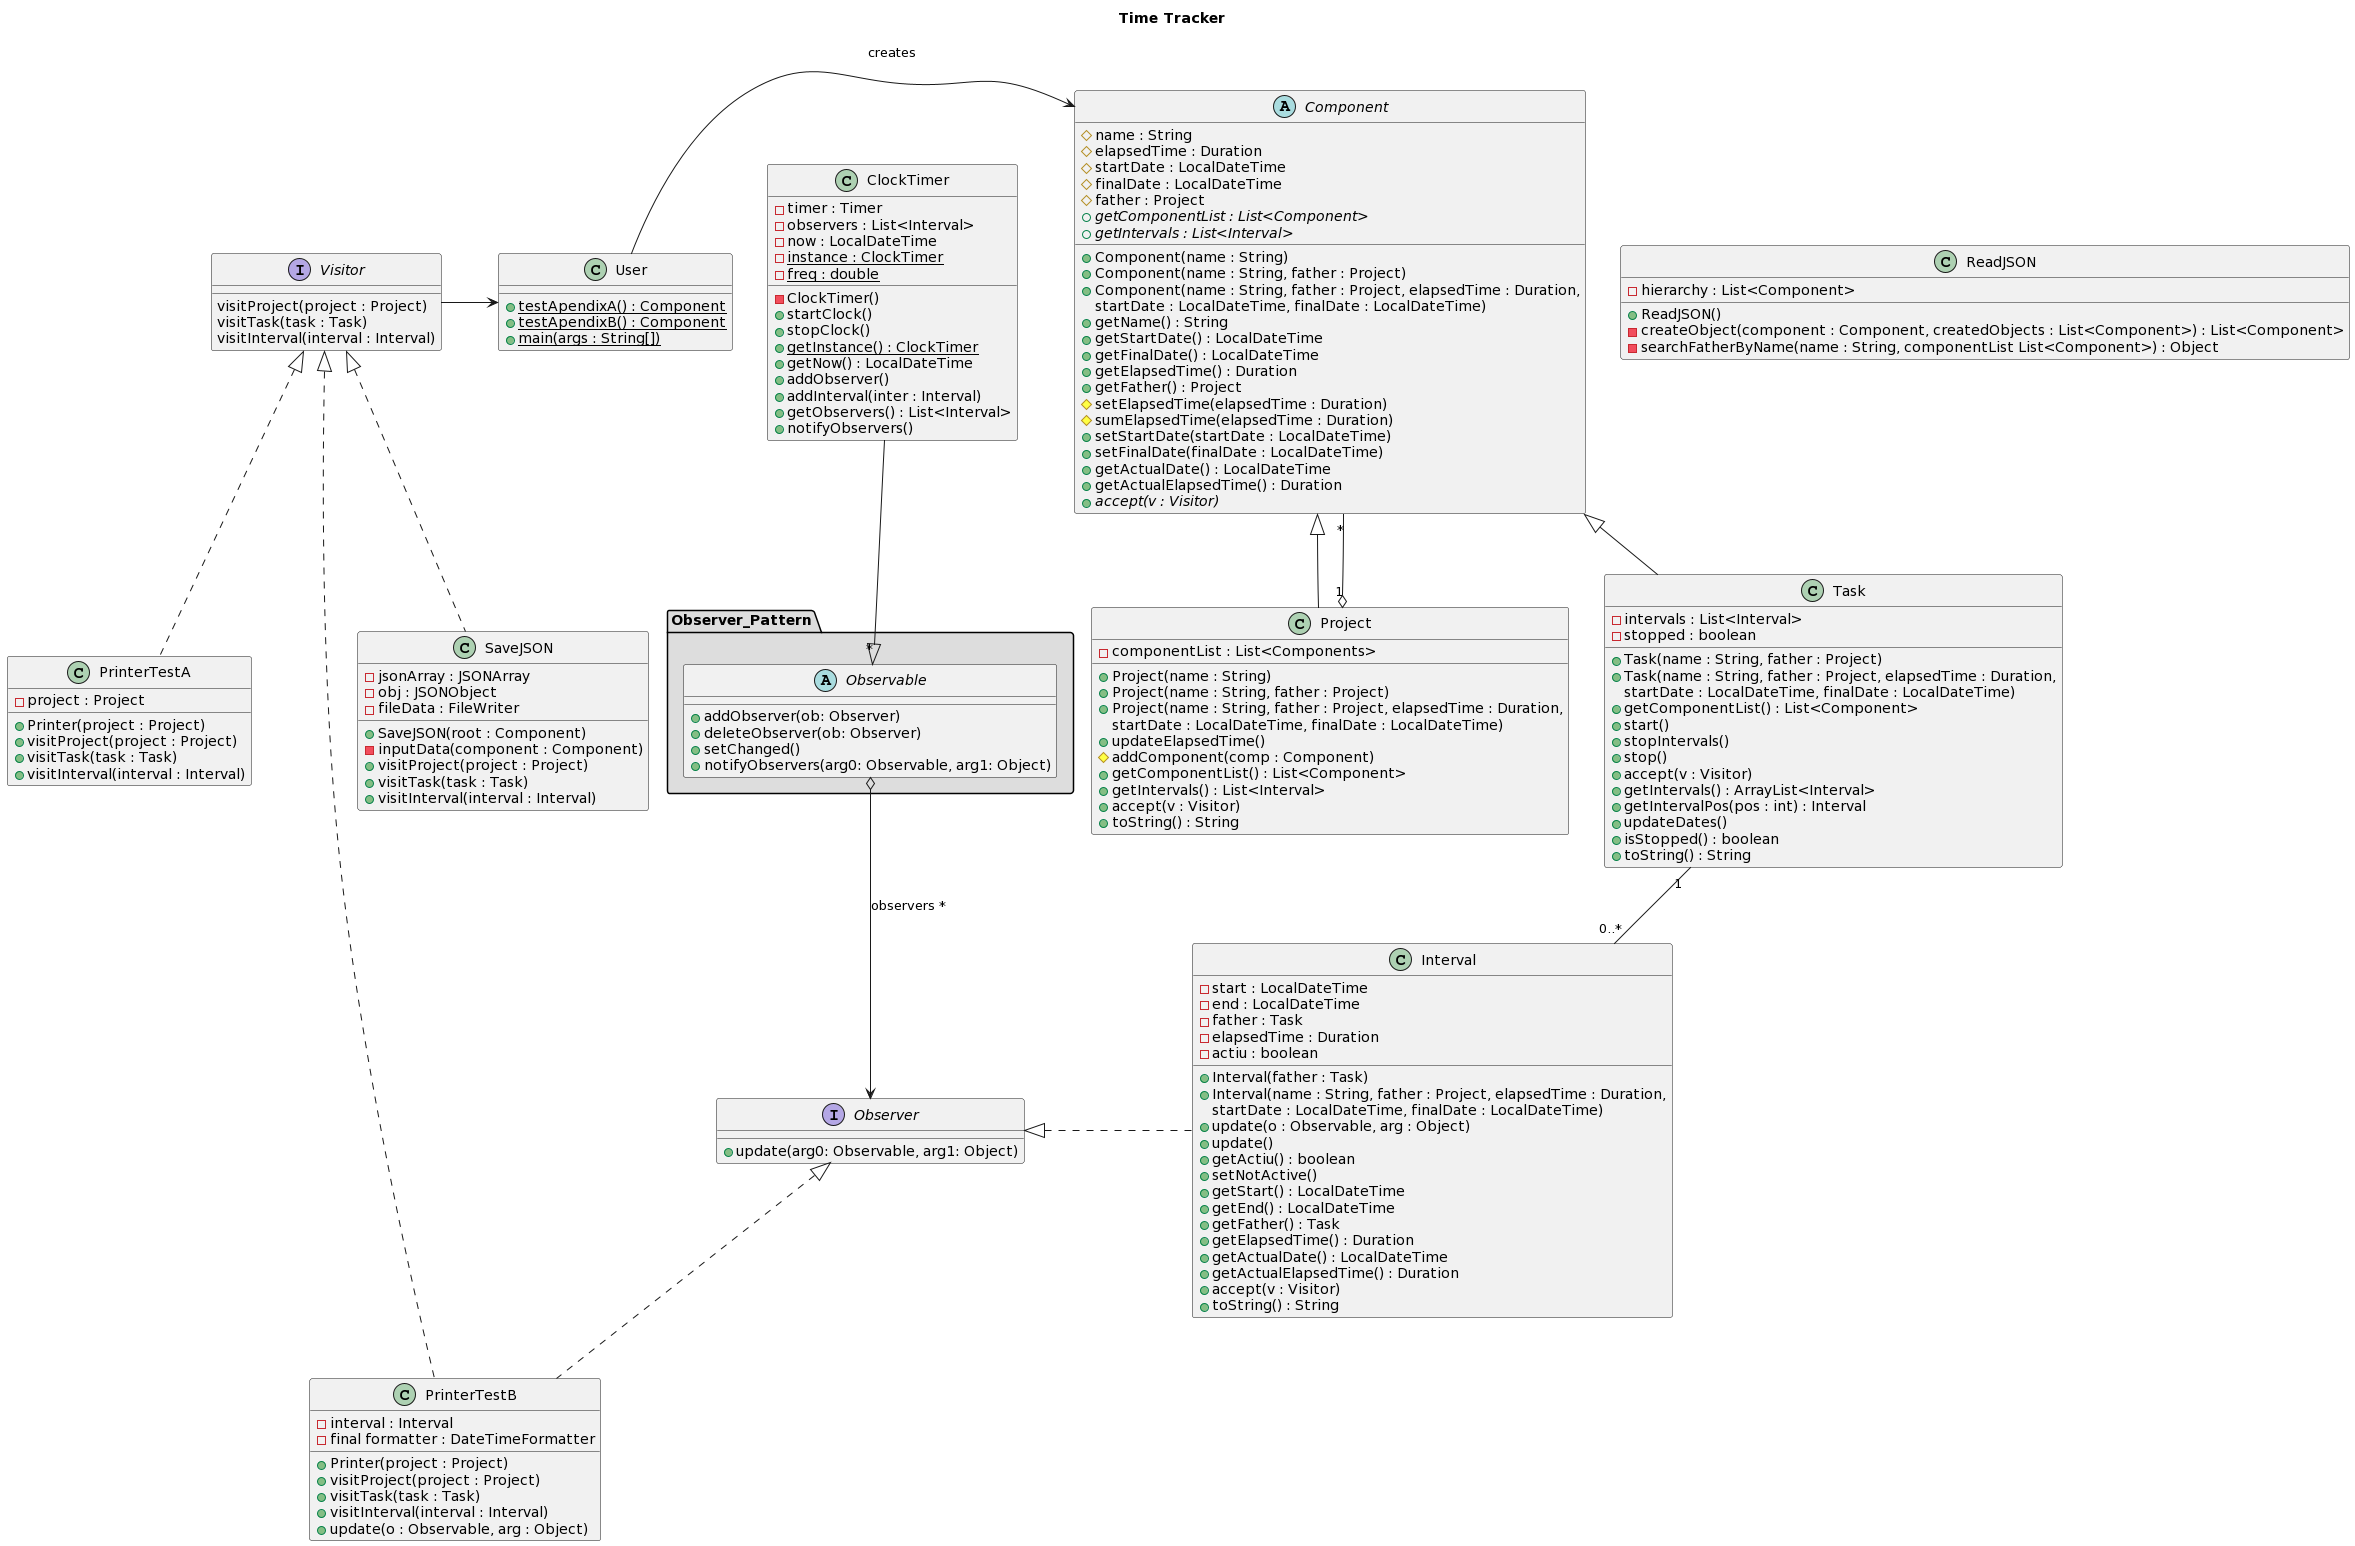 Time Tracker
creates
Component
name : String
elapsedTime : Duration
startDate : LocalDateTime
finalDate : LocalDateTime
father : Project
getComponentList : List<Component>
getIntervals : List<Interval>
Component(name : String)
Component(name : String, father : Project)
Component(name : String, father : Project, elapsedTime : Duration,
startDate : LocalDateTime, finalDate : LocalDateTime)
getName() : String
getStartDate() : LocalDateTime
getFinalDate() : LocalDateTime
getElapsedTime() : Duration
getFather() : Project
setElapsedTime(elapsedTime : Duration)
sumElapsedTime(elapsedTime : Duration)
setStartDate(startDate : LocalDateTime)
setFinalDate(finalDate : LocalDateTime)
getActualDate() : LocalDateTime
getActualElapsedTime() : Duration
accept(v : Visitor)
ClockTimer
timer : Timer
observers : List<Interval>
now : LocalDateTime
instance : ClockTimer
freq : double
ClockTimer()
startClock()
stopClock()
getInstance() : ClockTimer
getNow() : LocalDateTime
addObserver()
addInterval(inter : Interval)
getObservers() : List<Interval>
notifyObservers()
Visitor
visitProject(project : Project)
visitTask(task : Task)
visitInterval(interval : Interval)
User
testApendixA() : Component
testApendixB() : Component
main(args : String[])
ReadJSON
hierarchy : List<Component>
ReadJSON()
createObject(component : Component, createdObjects : List<Component>) : List<Component>
searchFatherByName(name : String, componentList List<Component>) : Object
*
1
PrinterTestA
project : Project
Printer(project : Project)
visitProject(project : Project)
visitTask(task : Task)
visitInterval(interval : Interval)
SaveJSON
jsonArray : JSONArray
obj : JSONObject
fileData : FileWriter
SaveJSON(root : Component)
inputData(component : Component)
visitProject(project : Project)
visitTask(task : Task)
visitInterval(interval : Interval)
Observer_Pattern
*
Observable
addObserver(ob: Observer)
deleteObserver(ob: Observer)
setChanged()
notifyObservers(arg0: Observable, arg1: Object)
Project
componentList : List<Components>
Project(name : String)
Project(name : String, father : Project)
Project(name : String, father : Project, elapsedTime : Duration,
startDate : LocalDateTime, finalDate : LocalDateTime)
updateElapsedTime()
addComponent(comp : Component)
getComponentList() : List<Component>
getIntervals() : List<Interval>
accept(v : Visitor)
toString() : String
Task
intervals : List<Interval>
stopped : boolean
Task(name : String, father : Project)
Task(name : String, father : Project, elapsedTime : Duration,
startDate : LocalDateTime, finalDate : LocalDateTime)
getComponentList() : List<Component>
start()
stopIntervals()
stop()
accept(v : Visitor)
getIntervals() : ArrayList<Interval>
getIntervalPos(pos : int) : Interval
updateDates()
isStopped() : boolean
toString() : String
1
0..*
observers *
Interval
start : LocalDateTime
end : LocalDateTime
father : Task
elapsedTime : Duration
actiu : boolean
Interval(father : Task)
Interval(name : String, father : Project, elapsedTime : Duration,
startDate : LocalDateTime, finalDate : LocalDateTime)
update(o : Observable, arg : Object)
update()
getActiu() : boolean
setNotActive()
getStart() : LocalDateTime
getEnd() : LocalDateTime
getFather() : Task
getElapsedTime() : Duration
getActualDate() : LocalDateTime
getActualElapsedTime() : Duration
accept(v : Visitor)
toString() : String
Observer
update(arg0: Observable, arg1: Object)
PrinterTestB
interval : Interval
final formatter : DateTimeFormatter
Printer(project : Project)
visitProject(project : Project)
visitTask(task : Task)
visitInterval(interval : Interval)
update(o : Observable, arg : Object)